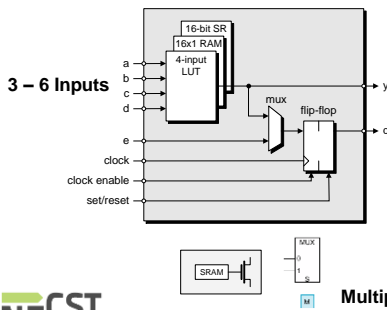 16-bit SR
16x1 RAM
4-input
LUT
a
b
c
d
3 – 6 Inputs
y
mux
flip-flop
e
clock
clock enable
set/reset
SRAM
MUX
0
1
S
M